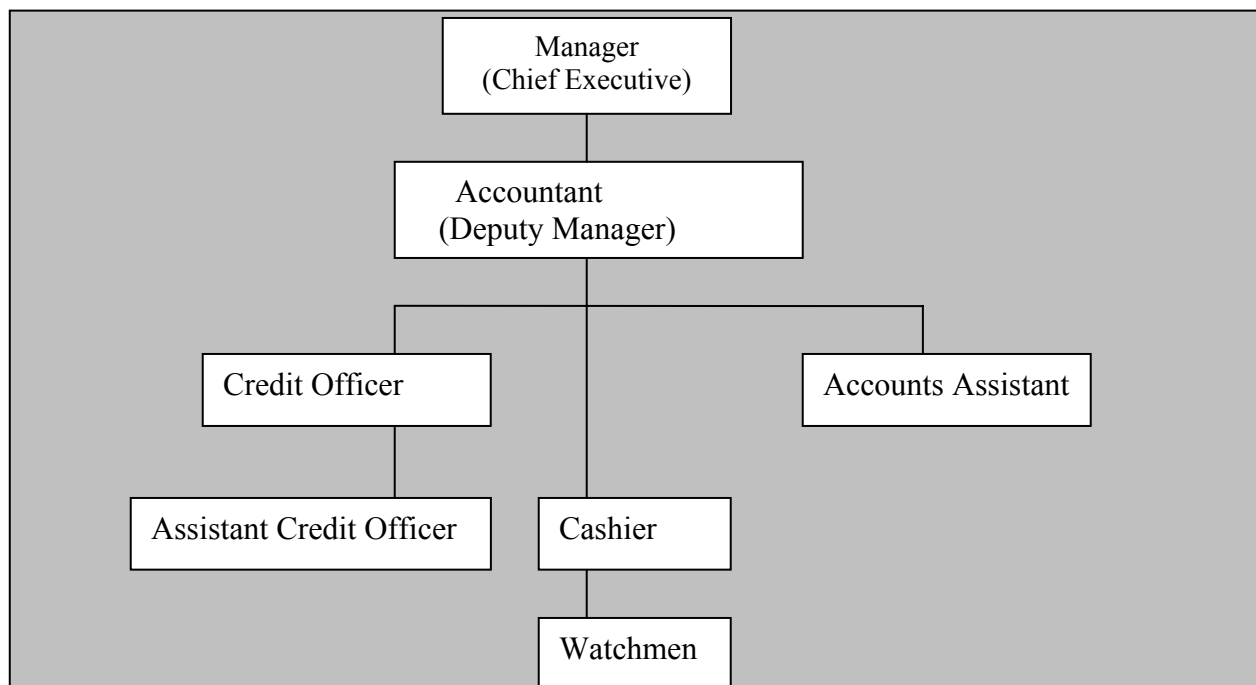 Manager
(Chief Executive)
Accountant
(Deputy Manager)
Credit Officer
Accounts Assistant
Assistant Credit Officer
Cashier
Watchmen